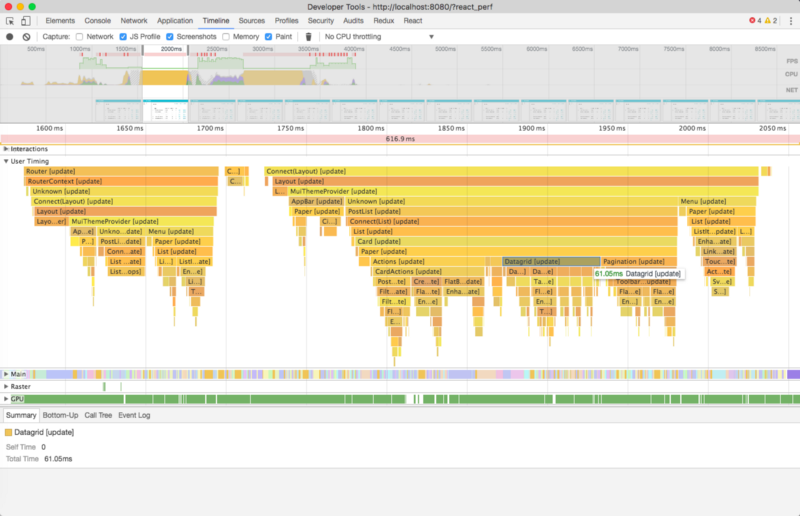 Developer Tools - http://localhost:8080/?react_perf
Elements Console Network Application Timeline Sources Profiles Security Audits Redux React 4 2
Capture: Network JS Profile Screenshots Memory Paint No CPU throttling
500ms 1000ms 1500ms 2000ms 2500ms 3000ms 3500ms 4000ms 4500ms 5000ms 5500ms 6000ms 6500ms 7000ms 7500ms 8000ms 8500ms
FPS
CPU
NET
1600 ms 1650 ms 1700 ms 1750 ms 1800 ms 1850 ms 1900 ms 1950 ms 2000 ms 2050 ms
616.9 ms
Interactions
User Timing
Router [update] C...] Connect(Layout) [update]
RouterContext [update] C...] Layout [update]
Unknown [update] L...] MuiThemeProvider [update]
Connect(Layout) [update] AppBar [update] Unknown [update] Menu [update]
Layout [update] Paper [update] PostList [update] Paper [update]
Layo...er] MuiThemeProvider [update] Ci...] Connect(List) [update] List [update]
Ap...e] Unkno...date] Menu [update] List [update] ListIt...date] L...]
P...] PostLi...date] Paper [update] Card [update] Enha...ate]
Conn...ate] List [update] Paper [update] Link...ate]
List...ops] Li...] ListI...te] Actions [update] Datagrid [update] Pagination [update] Touc...te]
En...e] CardActions [update] Da...] Da...e] 61.05ms Datagrid [update] Act...te]
Li...] Post...te] Cre...te] FlatB...date] Ta...e] Toolbar...update] Sv...e]
T...] Filt...ate] Fla...te] Enha...ate] Fl...e] Fla...e] Fla...e] S...]
Filt...te] En...e] En...] En...e] En...e]
Fl...] T...]
E...
Main
Raster
GPU
Summary Bottom-Up Call Tree Event Log
Datagrid [update]
Self Time 0
Total Time 61.05ms